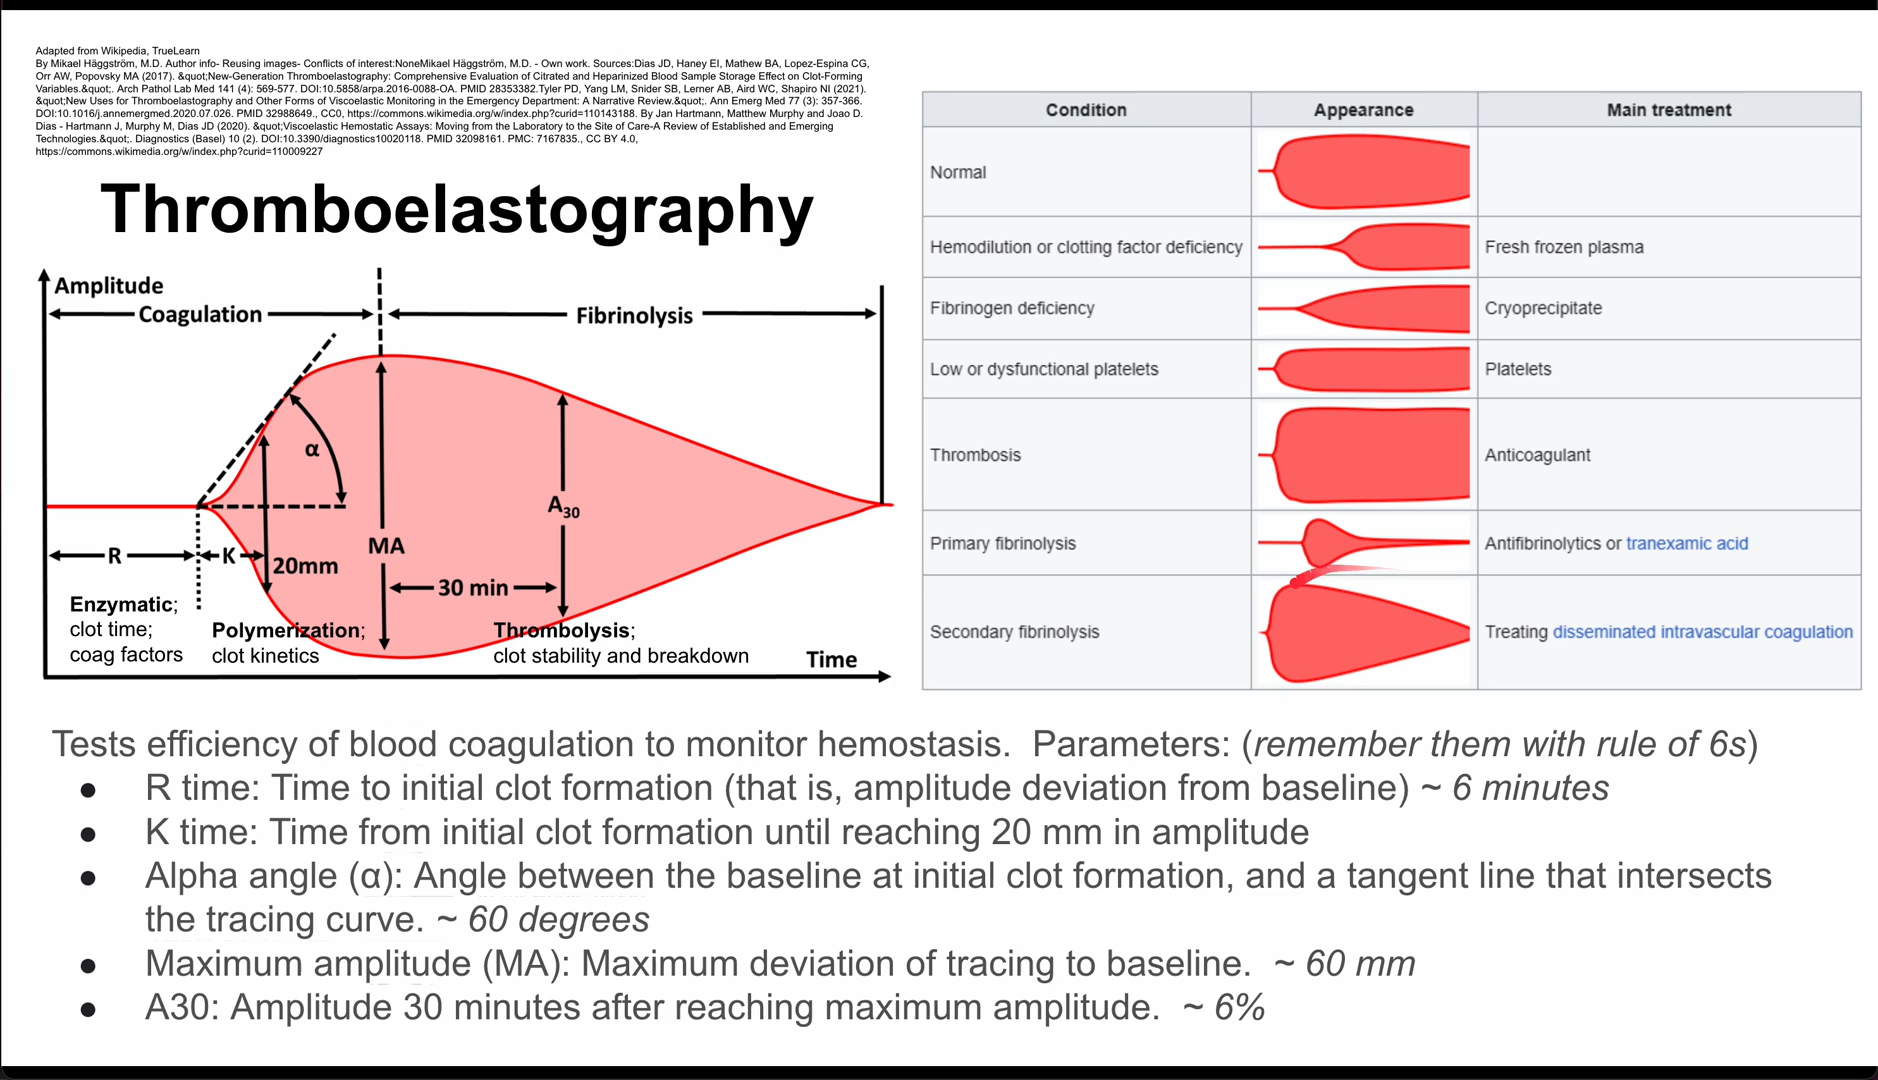 Adapted from Wikipedia, TrueLearn
By Mikael Häggström, M.D. Author info- Reusing images- Conflicts of interest:NoneMikael Häggström, M.D. - Own work. Sources:Dias JD, Haney EI, Mathew BA, Lopez-Espina CG,
Orr AW, Popovsky MA (2017). &quot;New-Generation Thromboelastography: Comprehensive Evaluation of Citrated and Heparinized Blood Sample Storage Effect on Clot-Forming
Variables.&quot;. Arch Pathol Lab Med 141 (4): 569-577. DOI:10.5858/arpa.2016-0088-OA. PMID 28353382.Tyler PD, Yang LM, Snider SB, Lerner AB, Aird WC, Shapiro NI (2021).
&quot;New Uses for Thromboelastography and Other Forms of Viscoelastic Monitoring in the Emergency Department: A Narrative Review.&quot;. Ann Emerg Med 77 (3): 357-366.
DOI:10.1016/j.annemergmed.2020.07.026. PMID 32988649., CC0, https://commons.wikimedia.org/w/index.php?curid=110143188. By Jan Hartmann, Matthew Murphy and Joao D.
Dias - Hartmann J, Murphy M, Dias JD (2020). &quot;Viscoelastic Hemostatic Assays: Moving from the Laboratory to the Site of Care-A Review of Established and Emerging
Technologies.&quot;. Diagnostics (Basel) 10 (2). DOI:10.3390/diagnostics10020118. PMID 32098161. PMC: 7167835., CC BY 4.0,
https://commons.wikimedia.org/w/index.php?curid=110009227
Thromboelastography
Amplitude
Coagulation
Fibrinolysis
α
A30
R
K
MA
20mm
30 min
Enzymatic;
clot time;
coag factors
Polymerization;
clot kinetics
Thrombolysis;
clot stability and breakdown
Time
Condition Appearance Main treatment
Normal
Hemodilution or clotting factor deficiency Fresh frozen plasma
Fibrinogen deficiency Cryoprecipitate
Low or dysfunctional platelets Platelets
Thrombosis Anticoagulant
Primary fibrinolysis Antifibrinolytics or tranexamic acid
Secondary fibrinolysis Treating disseminated intravascular coagulation
Tests efficiency of blood coagulation to monitor hemostasis. Parameters: (remember them with rule of 6s)
● R time: Time to initial clot formation (that is, amplitude deviation from baseline) ~ 6 minutes
● K time: Time from initial clot formation until reaching 20 mm in amplitude
● Alpha angle (α): Angle between the baseline at initial clot formation, and a tangent line that intersects
the tracing curve. ~ 60 degrees
● Maximum amplitude (MA): Maximum deviation of tracing to baseline. ~ 60 mm
● A30: Amplitude 30 minutes after reaching maximum amplitude. ~ 6%